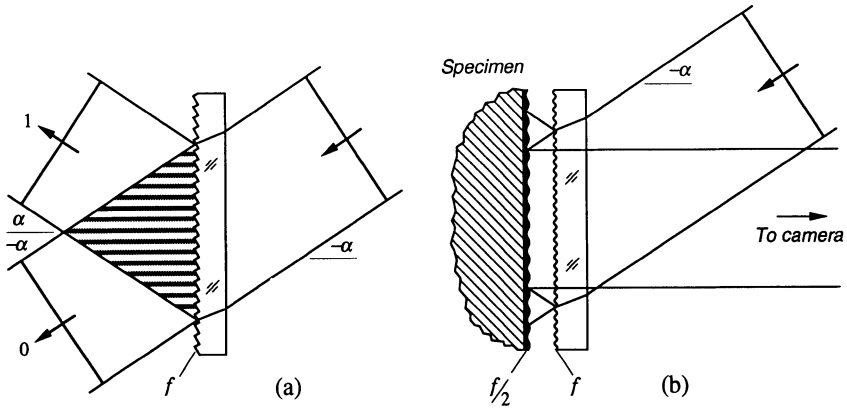 1
α
-α
0
f
-α
(a)
Specimen
-α
To camera
f/2
f
(b)